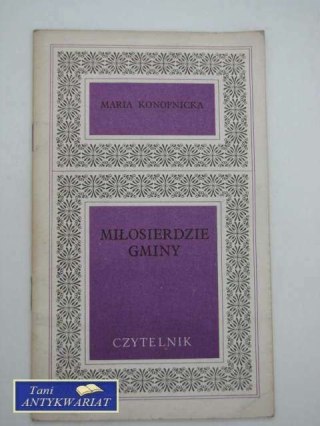 MARIA KONOPNICKA
MIŁOSIERDZIE
GMINY
CZYTELNIK
Tani
ANTYKWARIAT